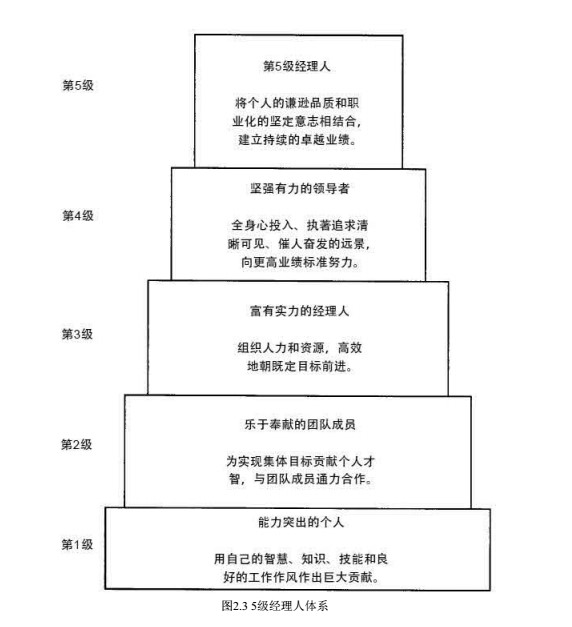 第5级
第5级经理人
将个人的谦逊品质和职
业化的坚定意志相结合，
建立持续的卓越业绩。
第4级
坚强有力的领导者
全身心投入、执著追求清
晰可见、催人奋发的远景，
向更高业绩标准努力。
第3级
富有实力的经理人
组织人力和资源，高效
地朝既定目标前进。
第2级
乐于奉献的团队成员
为实现集体目标贡献个人才
智，与团队成员通力合作。
第1级
能力突出的个人
用自己的智慧、知识、技能和良
好的工作作风作出巨大贡献。
图2.3 5级经理人体系